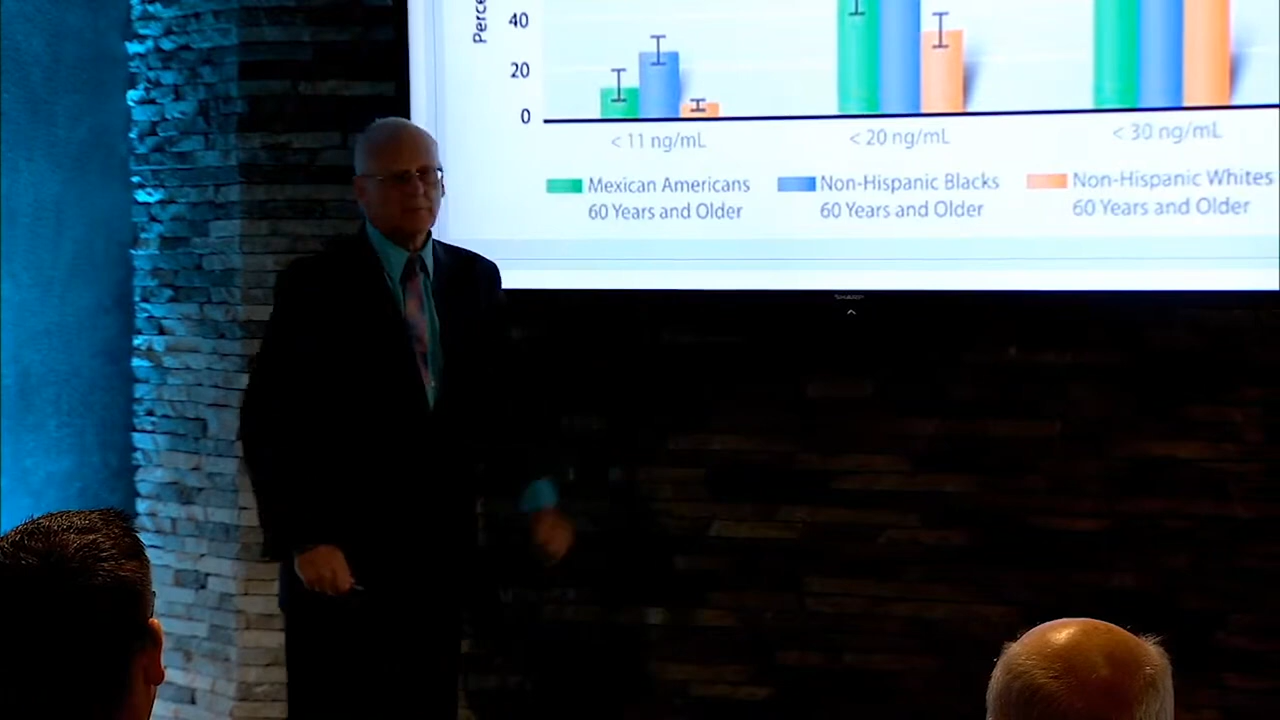 Perce
40
20
0
< 11 ng/mL
< 20 ng/mL
< 30 ng/mL
Mexican Americans
60 Years and Older
Non-Hispanic Blacks
60 Years and Older
Non-Hispanic Whites
60 Years and Older
SHARP